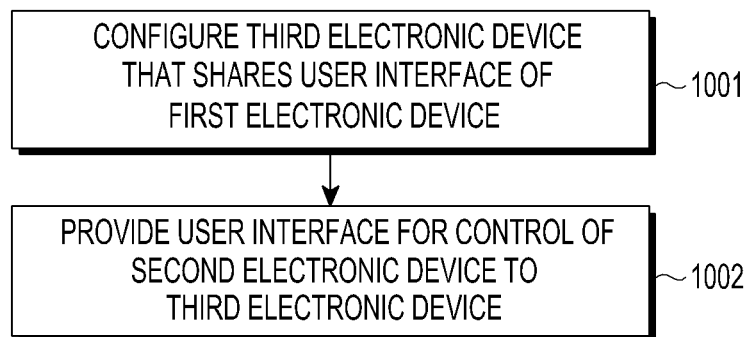 CONFIGURE THIRD ELECTRONIC DEVICE
THAT SHARES USER INTERFACE OF
FIRST ELECTRONIC DEVICE
1001
PROVIDE USER INTERFACE FOR CONTROL OF
SECOND ELECTRONIC DEVICE TO
THIRD ELECTRONIC DEVICE
1002